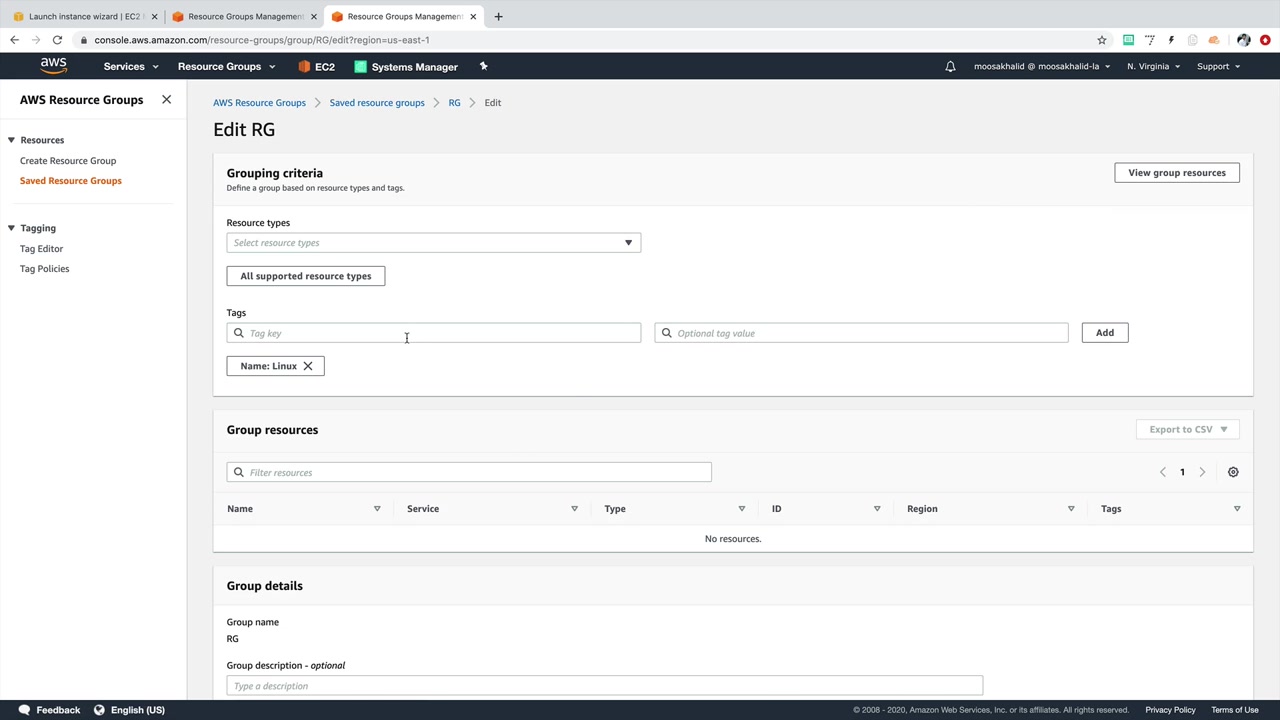 Launch instance wizard | EC2
Resource Groups Management
Resource Groups Management
console.aws.amazon.com/resource-groups/group/RG/edit?region=us-east-1
aws
Services
Resource Groups
EC2
Systems Manager
moosakhalid @ moosakhalid-la
N. Virginia
Support
AWS Resource Groups
Resources
Create Resource Group
Saved Resource Groups
Tagging
Tag Editor
Tag Policies
AWS Resource Groups > Saved resource groups > RG > Edit
Edit RG
Grouping criteria
View group resources
Define a group based on resource types and tags.
Resource types
Select resource types
All supported resource types
Tags
Tag key
Optional tag value
Add
Name: Linux
Group resources
Export to CSV
Filter resources
1
Name Service Type ID Region Tags
No resources.
Group details
Group name
RG
Group description - optional
Type a description
Feedback
English (US)
© 2008 - 2020, Amazon Web Services, Inc. or its affiliates. All rights reserved.
Privacy Policy
Terms of Use